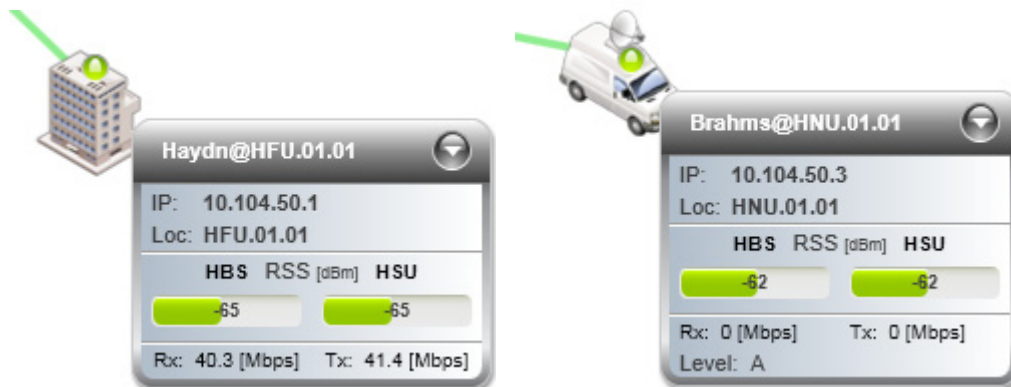 Haydn@HFU.01.01
IP: 10.104.50.1
Loc: HFU.01.01
HBS RSS [dBm] HSU
-65 -65
Rx: 40.3 [Mbps] Tx: 41.4 [Mbps]
Brahms@HNU.01.01
IP: 10.104.50.3
Loc: HNU.01.01
HBS RSS [dBm] HSU
-62 -62
Rx: 0 [Mbps] Tx: 0 [Mbps]
Level: A